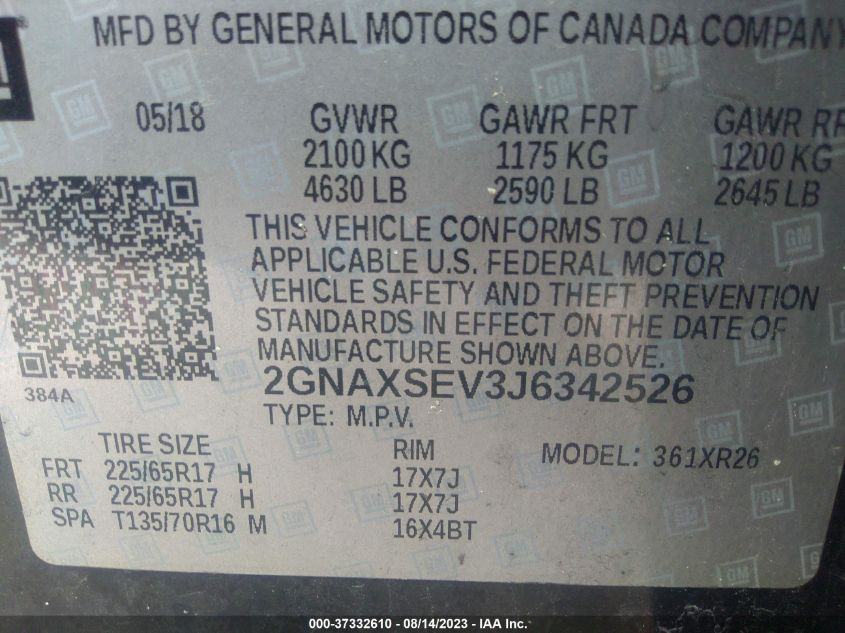 MFD BY GENERAL MOTORS OF CANADA COMPANY
05/18 GVWR GAWR FRT GAWR RR
2100 KG 1175 KG 1200 KG
4630 LB 2590 LB 2645 LB
THIS VEHICLE CONFORMS TO ALL
APPLICABLE U.S. FEDERAL MOTOR
VEHICLE SAFETY AND THEFT PREVENTION
STANDARDS IN EFFECT ON THE DATE OF
MANUFACTURE SHOWN ABOVE.
384A
2GNAXSEV3J6342526
TYPE: M.P.V.
TIRE SIZE RIM MODEL: 361XR26
FRT 225/65R17 H 17X7J
RR 225/65R17 H 17X7J
SPA T135/70R16 M 16X4BT
000-37332610 - 08/14/2023 - IAA Inc.